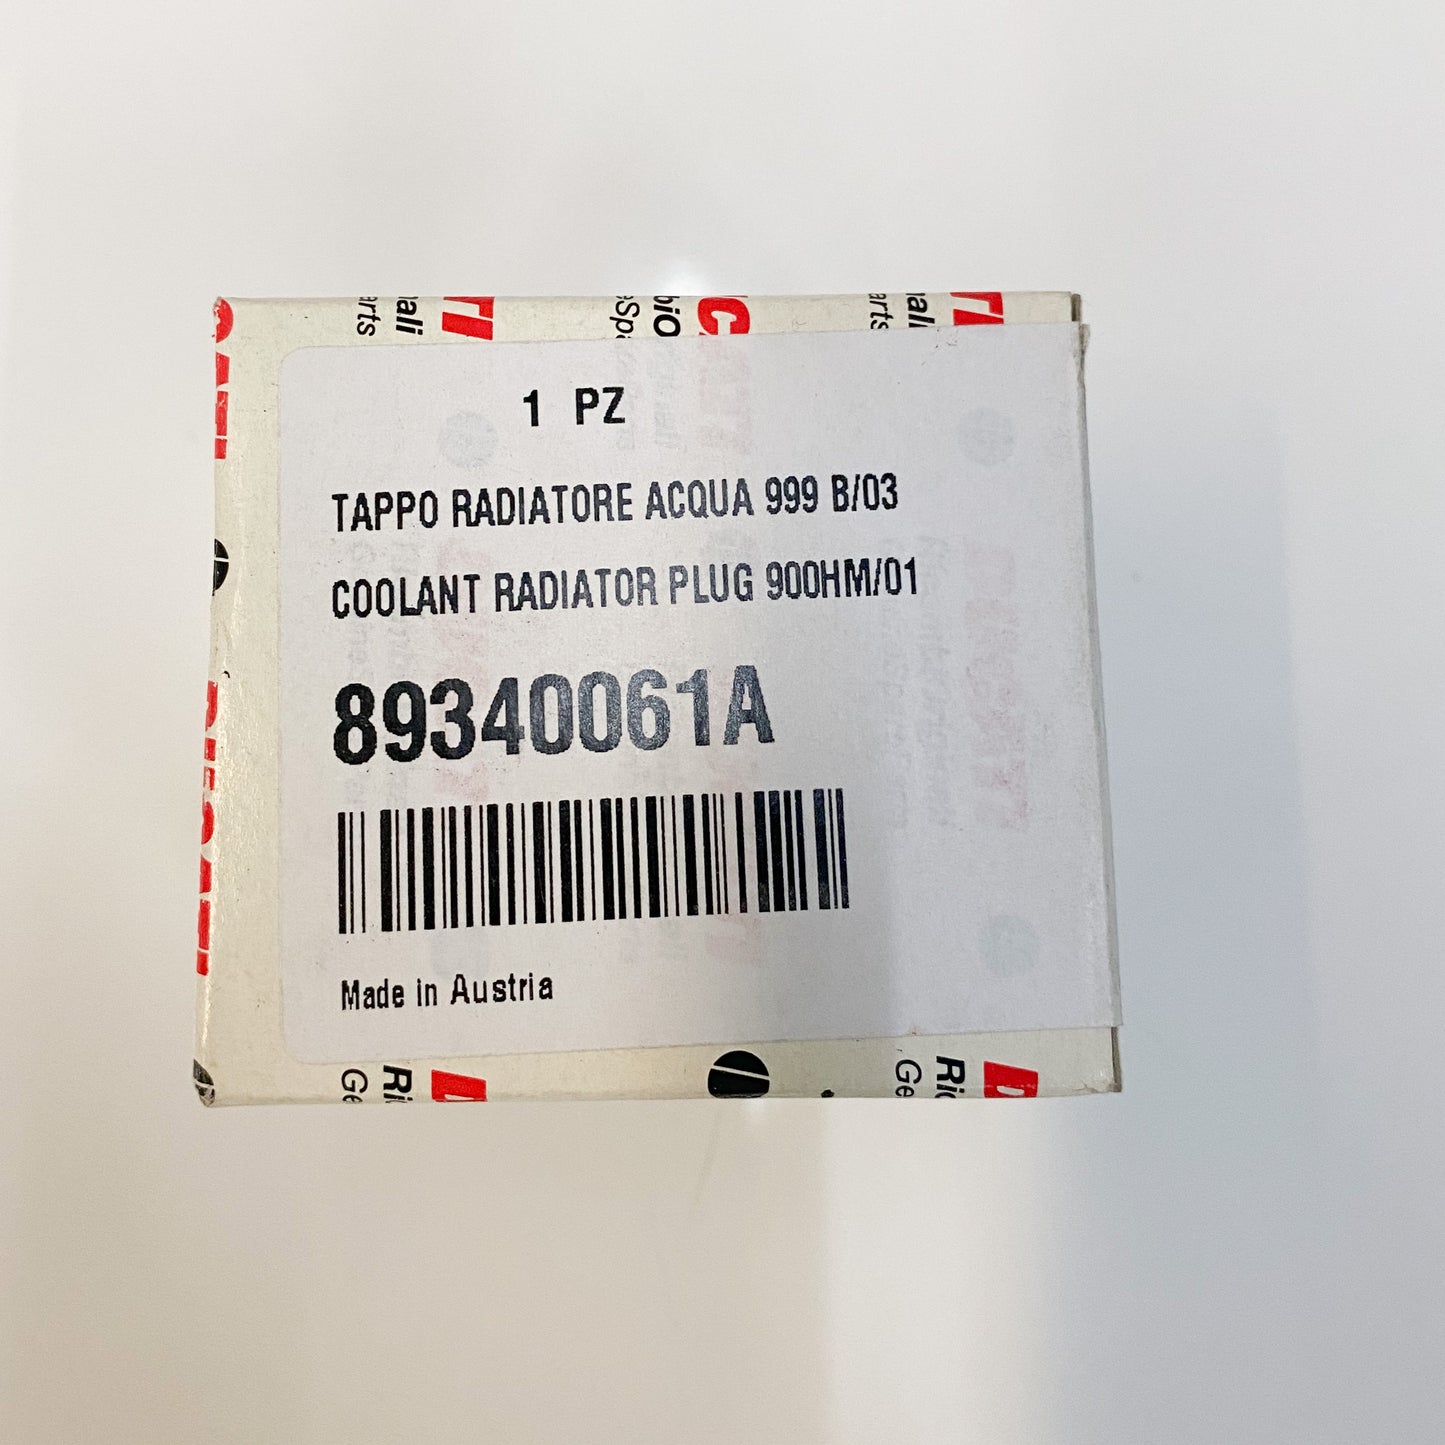 1 PZ
TAPPO RADIATORE ACQUA 999 B/03
COOLANT RADIATOR PLUG 900HM/01
89340061A
Made in Austria